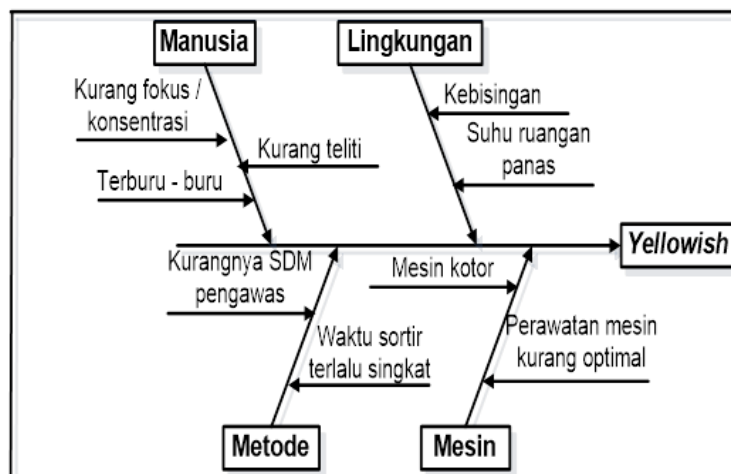 Manusia
Lingkungan
Kurang fokus /
konsentrasi
Kurang teliti
Terburu - buru
Kebisingan
Suhu ruangan
panas
Yellowish
Kurangnya SDM
pengawas
Waktu sortir
terlalu singkat
Mesin kotor
Perawatan mesin
kurang optimal
Metode
Mesin